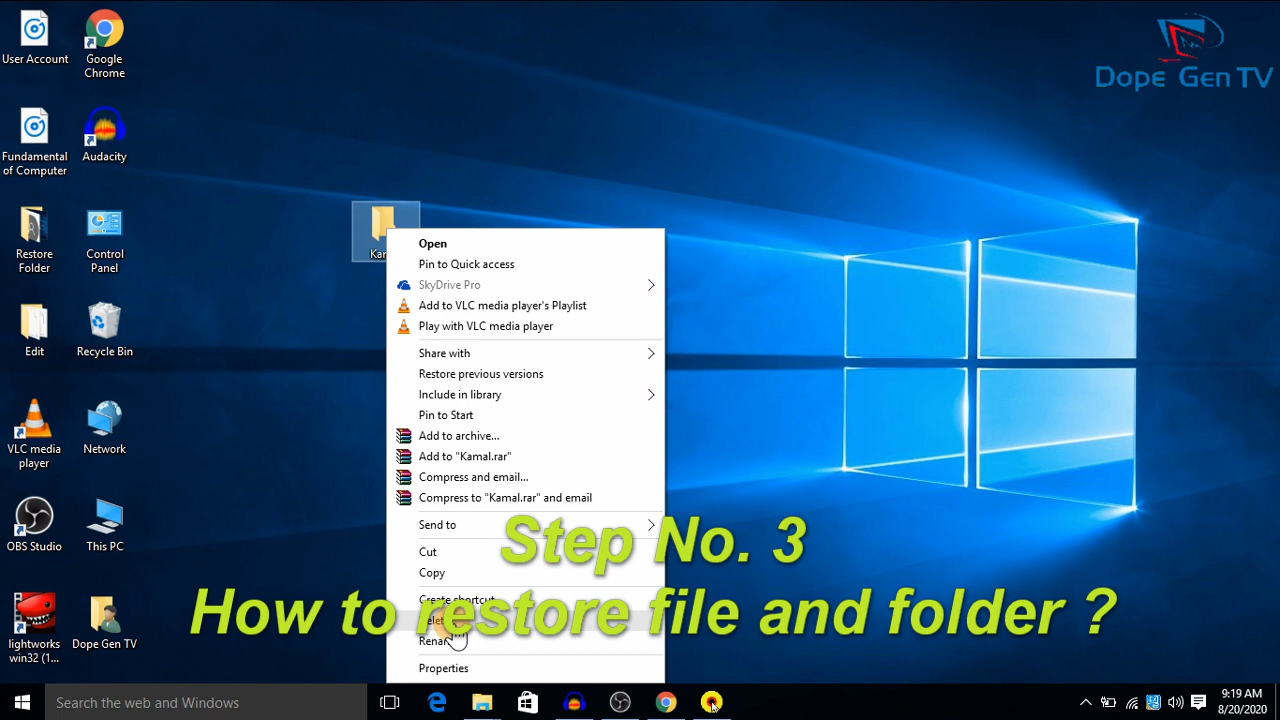 User Account
Google Chrome
Dope Gen TV
Fundamental of Computer
Audacity
Restore Folder
Control Panel
Edit
Recycle Bin
VLC media player
Network
OBS Studio
This PC
lightworks win32 (1...
Dope Gen TV
Open
Pin to Quick access
SkyDrive Pro
Add to VLC media player's Playlist
Play with VLC media player
Share with
Restore previous versions
Include in library
Pin to Start
Add to archive...
Add to "Kamal.rar"
Compress and email...
Compress to "Kamal.rar" and email
Send to
Cut
Copy
Create shortcut
Properties
Step No. 3
How to restore file and folder ?
Search the web and Windows
9:19 AM
8/20/2020